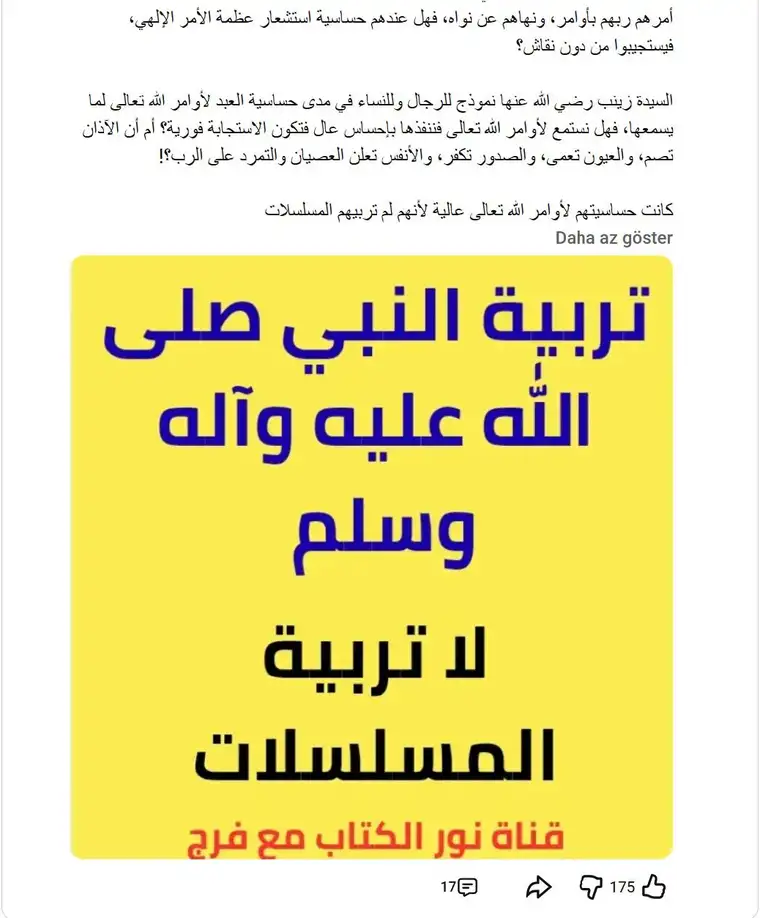 أمرهم ربهم بأوامر، ونهاهم عن نواه، فهل عندهم حساسية استشعار عظمة الأمر الإلهي،
فيستجيبوا من دون نقاش؟
السيدة زينب رضي الله عنها نموذج للرجال وللنساء في مدى حساسية العبد لأوامر الله تعالى لما
يسمعها، فهل نستمع لأوامر الله تعالى فننفذها بإحساس عال فتكون الاستجابة فورية؟ أم أن الآذان
تصم، والعيون تعمى، والصدور تكفر، والأنفس تعلن العصيان والتمرد على الرب؟!
كانت حساسيتهم لأوامر الله تعالى عالية لأنهم لم تربيهم المسلسلات
Daha az göster
تربية النبي صلى
الله عليه وآله
وسلم
لا تربية
المسلسلات
قناة نور الكتاب مع فرج
175
17